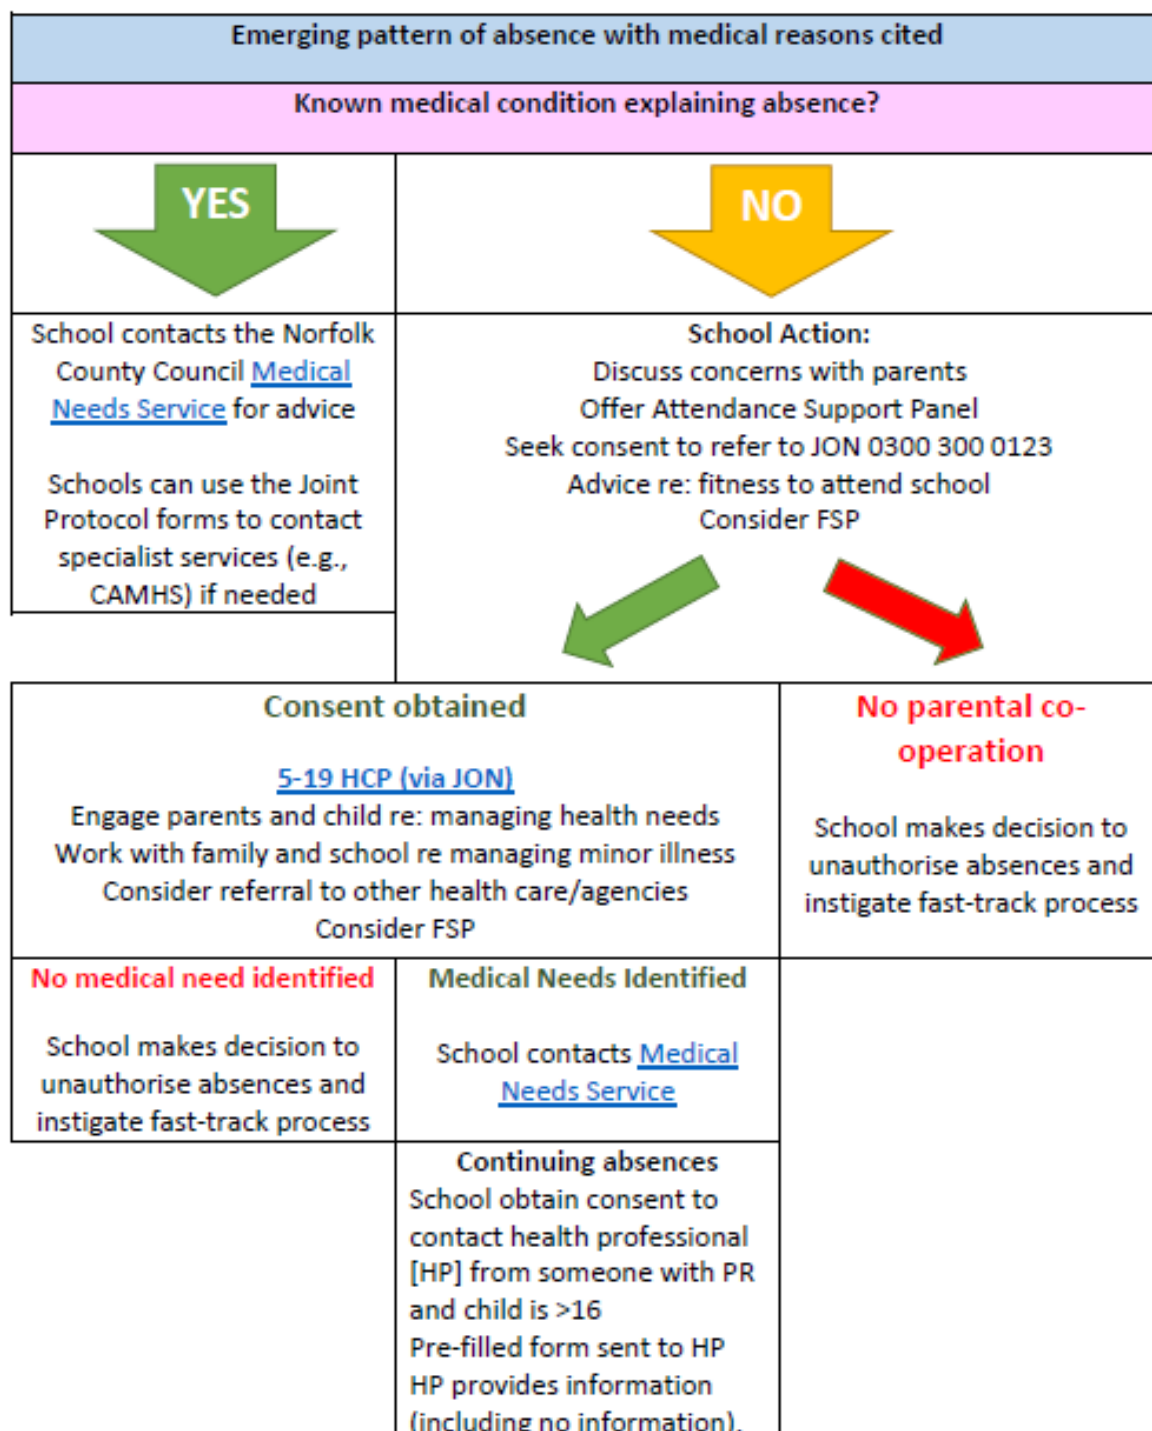 Emerging pattern of absence with medical reasons cited
Known medical condition explaining absence?
YES
NO
School contacts the Norfolk
County Council Medical
Needs Service for advice
Schools can use the Joint
Protocol forms to contact
specialist services (e.g.,
CAMHS) if needed
School Action:
Discuss concerns with parents
Offer Attendance Support Panel
Seek consent to refer to JON 0300 300 0123
Advice re: fitness to attend school
Consider FSP
Consent obtained
5-19 HCP (via JON)
Engage parents and child re: managing health needs
Work with family and school re managing minor illness
Consider referral to other health care/agencies
Consider FSP
No parental co-
operation
School makes decision to
unauthorise absences and
instigate fast-track process
No medical need identified
School makes decision to
unauthorise absences and
instigate fast-track process
Medical Needs Identified
School contacts Medical
Needs Service
Continuing absences
School obtain consent to
contact health professional
[HP] from someone with PR
and child is >16
Pre-filled form sent to HP
HP provides information
(including no information).